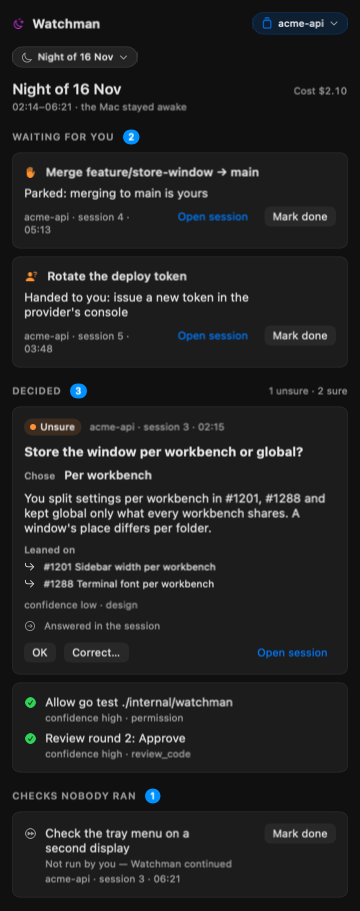 Watchman
acme-api
Night of 16 Nov
Night of 16 Nov
Cost $2.10
02:14–06:21 · the Mac stayed awake
WAITING FOR YOU 2
Merge feature/store-window → main
Parked: merging to main is yours
acme-api · session 4 ·
05:13
Open session
Mark done
Rotate the deploy token
Handed to you: issue a new token in the
provider's console
acme-api · session 5 ·
03:48
Open session
Mark done
DECIDED 3
1 unsure · 2 sure
Unsure
acme-api · session 3 · 02:15
Store the window per workbench or global?
Chose Per workbench
You split settings per workbench in #1201, #1288 and
kept global only what every workbench shares. A
window's place differs per folder.
Leaned on
#1201 Sidebar width per workbench
#1288 Terminal font per workbench
confidence low · design
Answered in the session
OK
Correct...
Open session
Allow go test ./internal/watchman
confidence high · permission
Review round 2: Approve
confidence high · review_code
CHECKS NOBODY RAN 1
Check the tray menu on a
second display
Mark done
Not run by you — Watchman continued
acme-api · session 3 · 06:21